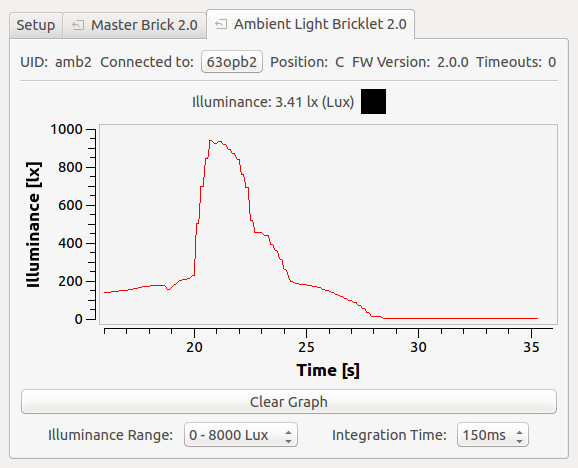 Setup Master Brick 2.0 Ambient Light Bricklet 2.0
UID: amb2 Connected to: 63opb2 Position: C FW Version: 2.0.0 Timeouts: 0
Illuminance: 3.41 lx (Lux)
Illuminance [lx]
1000
800
600
400
200
0
20 25 30 35
Time [s]
Clear Graph
Illuminance Range: 0 - 8000 Lux Integration Time: 150ms